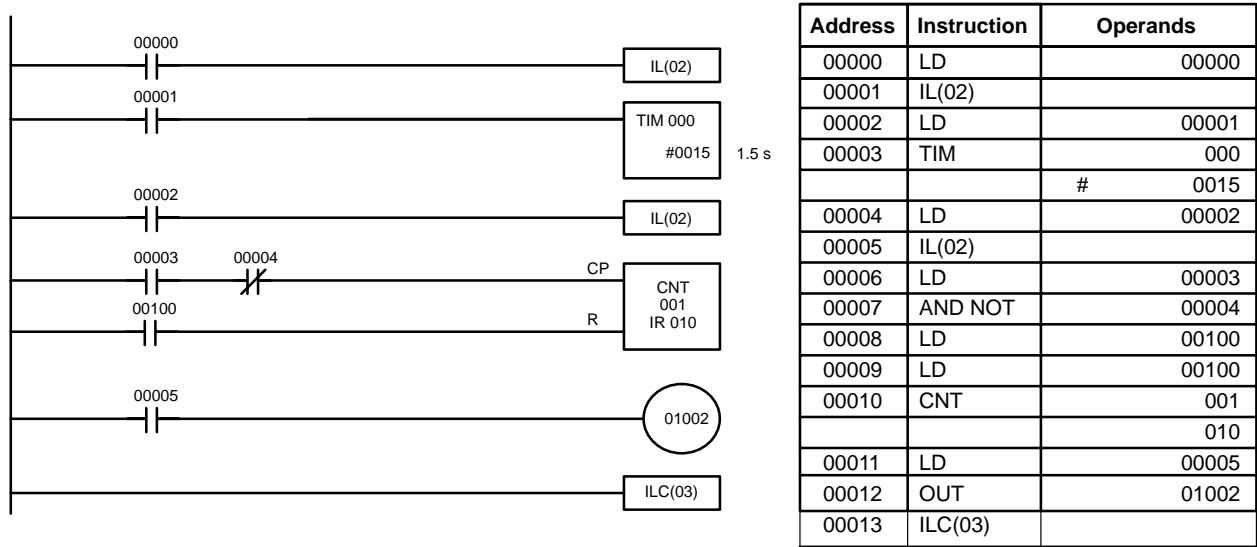 00000
IL(02)
00001
TIM 000
#0015 1.5 s
00002
IL(02)
00003 00004 CP
CNT
001
IR 010
00100 R
00005
01002
ILC(03)
Address Instruction Operands
00000 LD 00000
00001 IL(02)
00002 LD 00001
00003 TIM 000
# 0015
00004 LD 00002
00005 IL(02)
00006 LD 00003
00007 AND NOT 00004
00008 LD 00100
00009 LD 00100
00010 CNT 001
010
00011 LD 00005
00012 OUT 01002
00013 ILC(03)